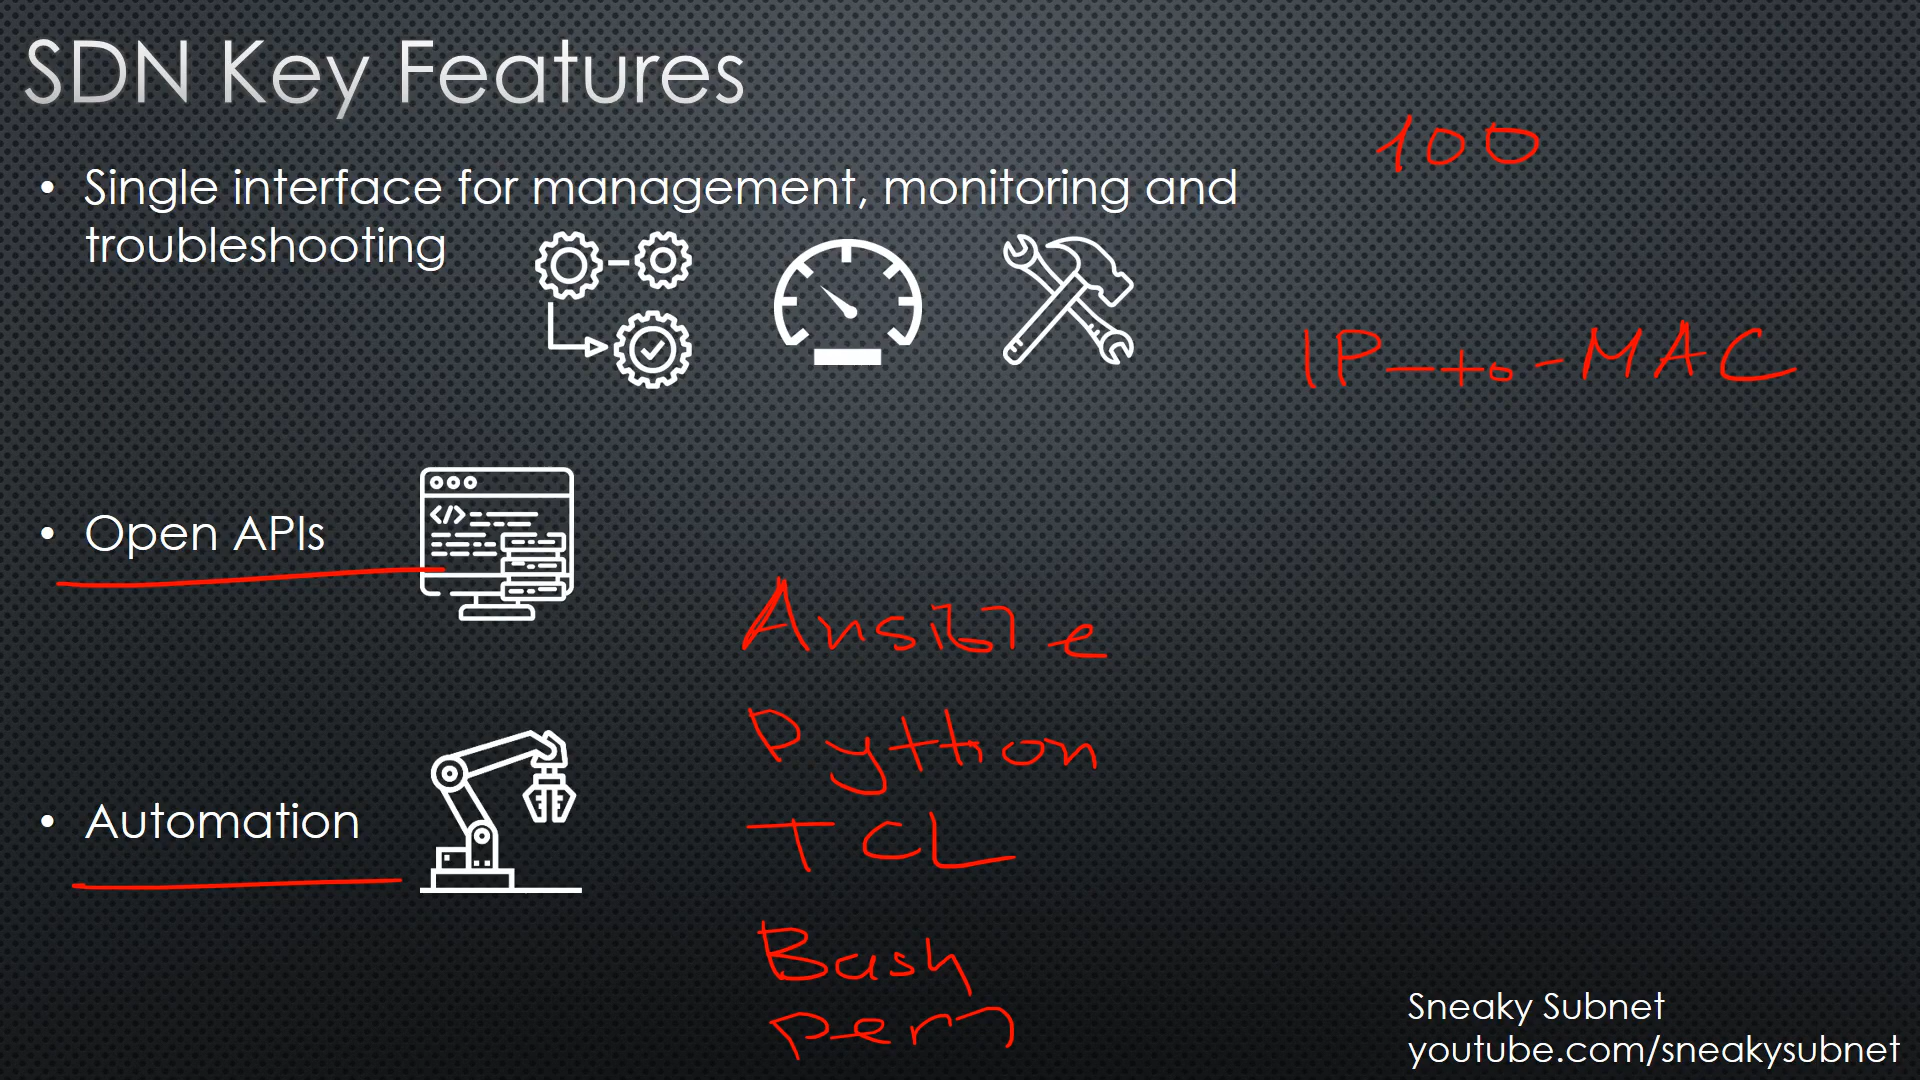 SDN Key Features
100
• Single interface for management, monitoring and
troubleshooting
IP-to-MAC
• Open APIs
</>
Ansible
Python
• Automation
TCL
Bash
Perl
Sneaky Subnet
youtube.com/sneakysubnet